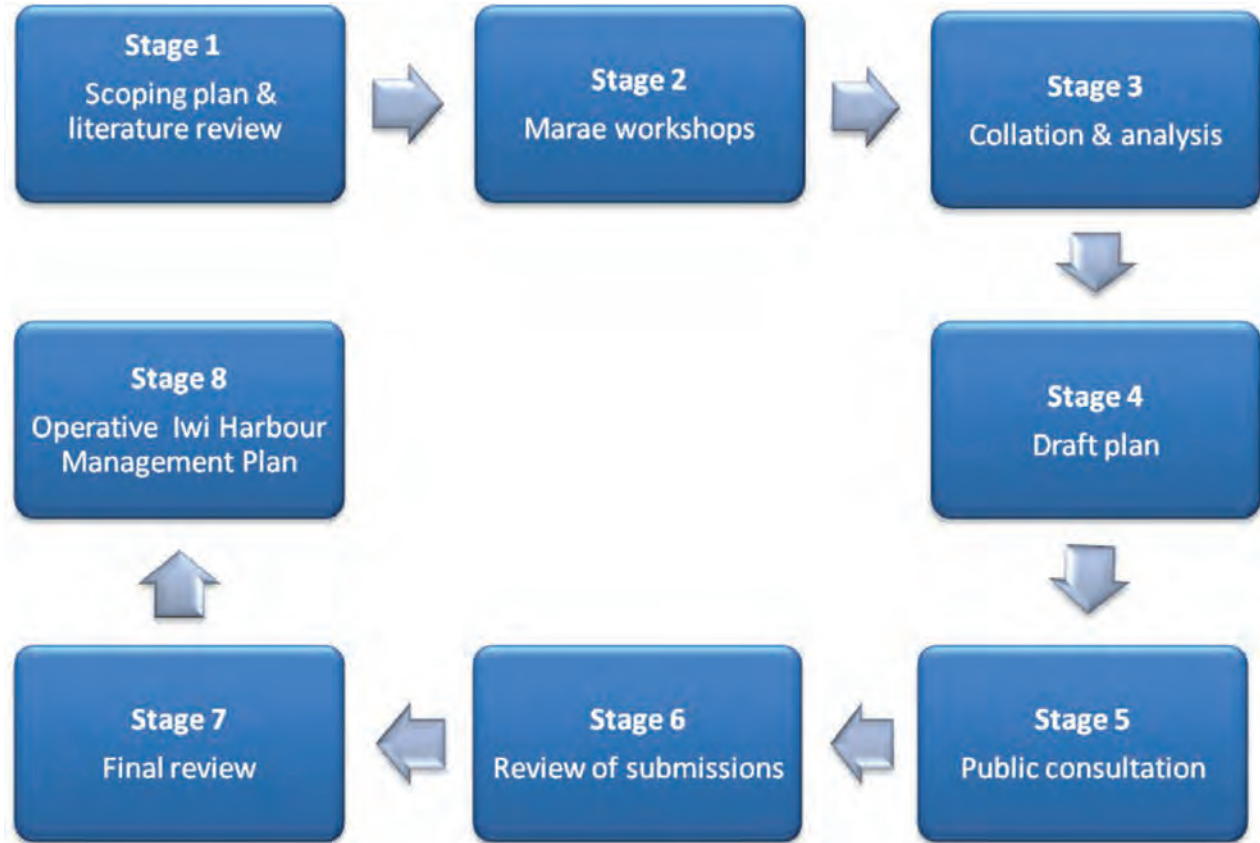 Stage 1
Scoping plan &
literature review
Stage 2
Marae workshops
Stage 3
Collation & analysis
Stage 4
Draft plan
Stage 5
Public consultation
Stage 6
Review of submissions
Stage 7
Final review
Stage 8
Operative Iwi Harbour
Management Plan